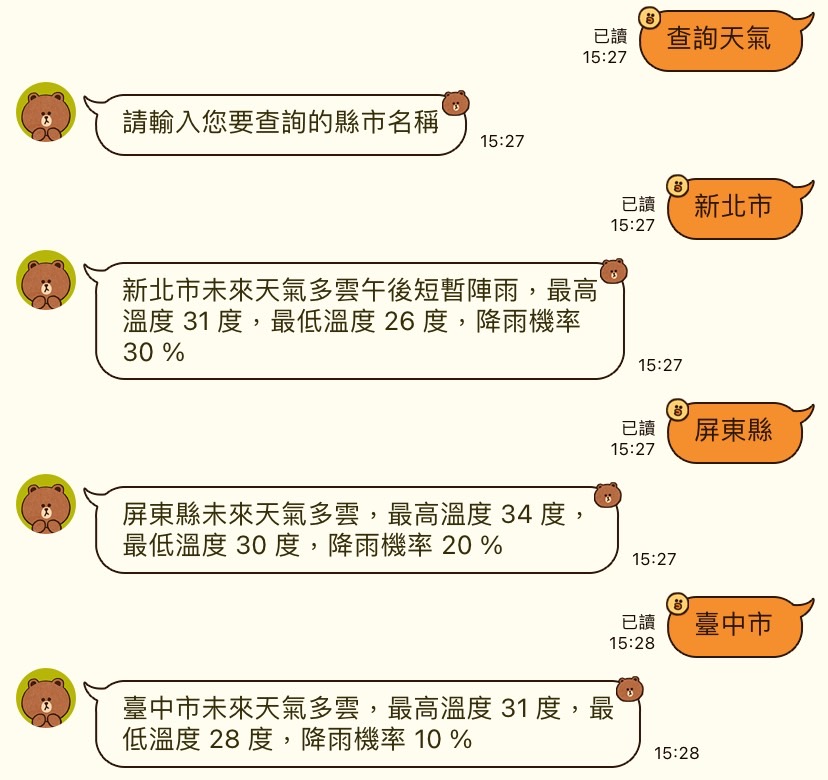 查詢天氣
已讀
15:27
請輸入您要查詢的縣市名稱
15:27
新北市
已讀
15:27
新北市未來天氣多雲午後短暫陣雨，最高
溫度 31 度，最低溫度 26 度，降雨機率
30 %
15:27
屏東縣
已讀
15:27
屏東縣未來天氣多雲，最高溫度 34 度，
最低溫度 30 度，降雨機率 20 %
15:27
臺中市
已讀
15:28
臺中市未來天氣多雲，最高溫度 31 度，最
低溫度 28 度，降雨機率 10 %
15:28